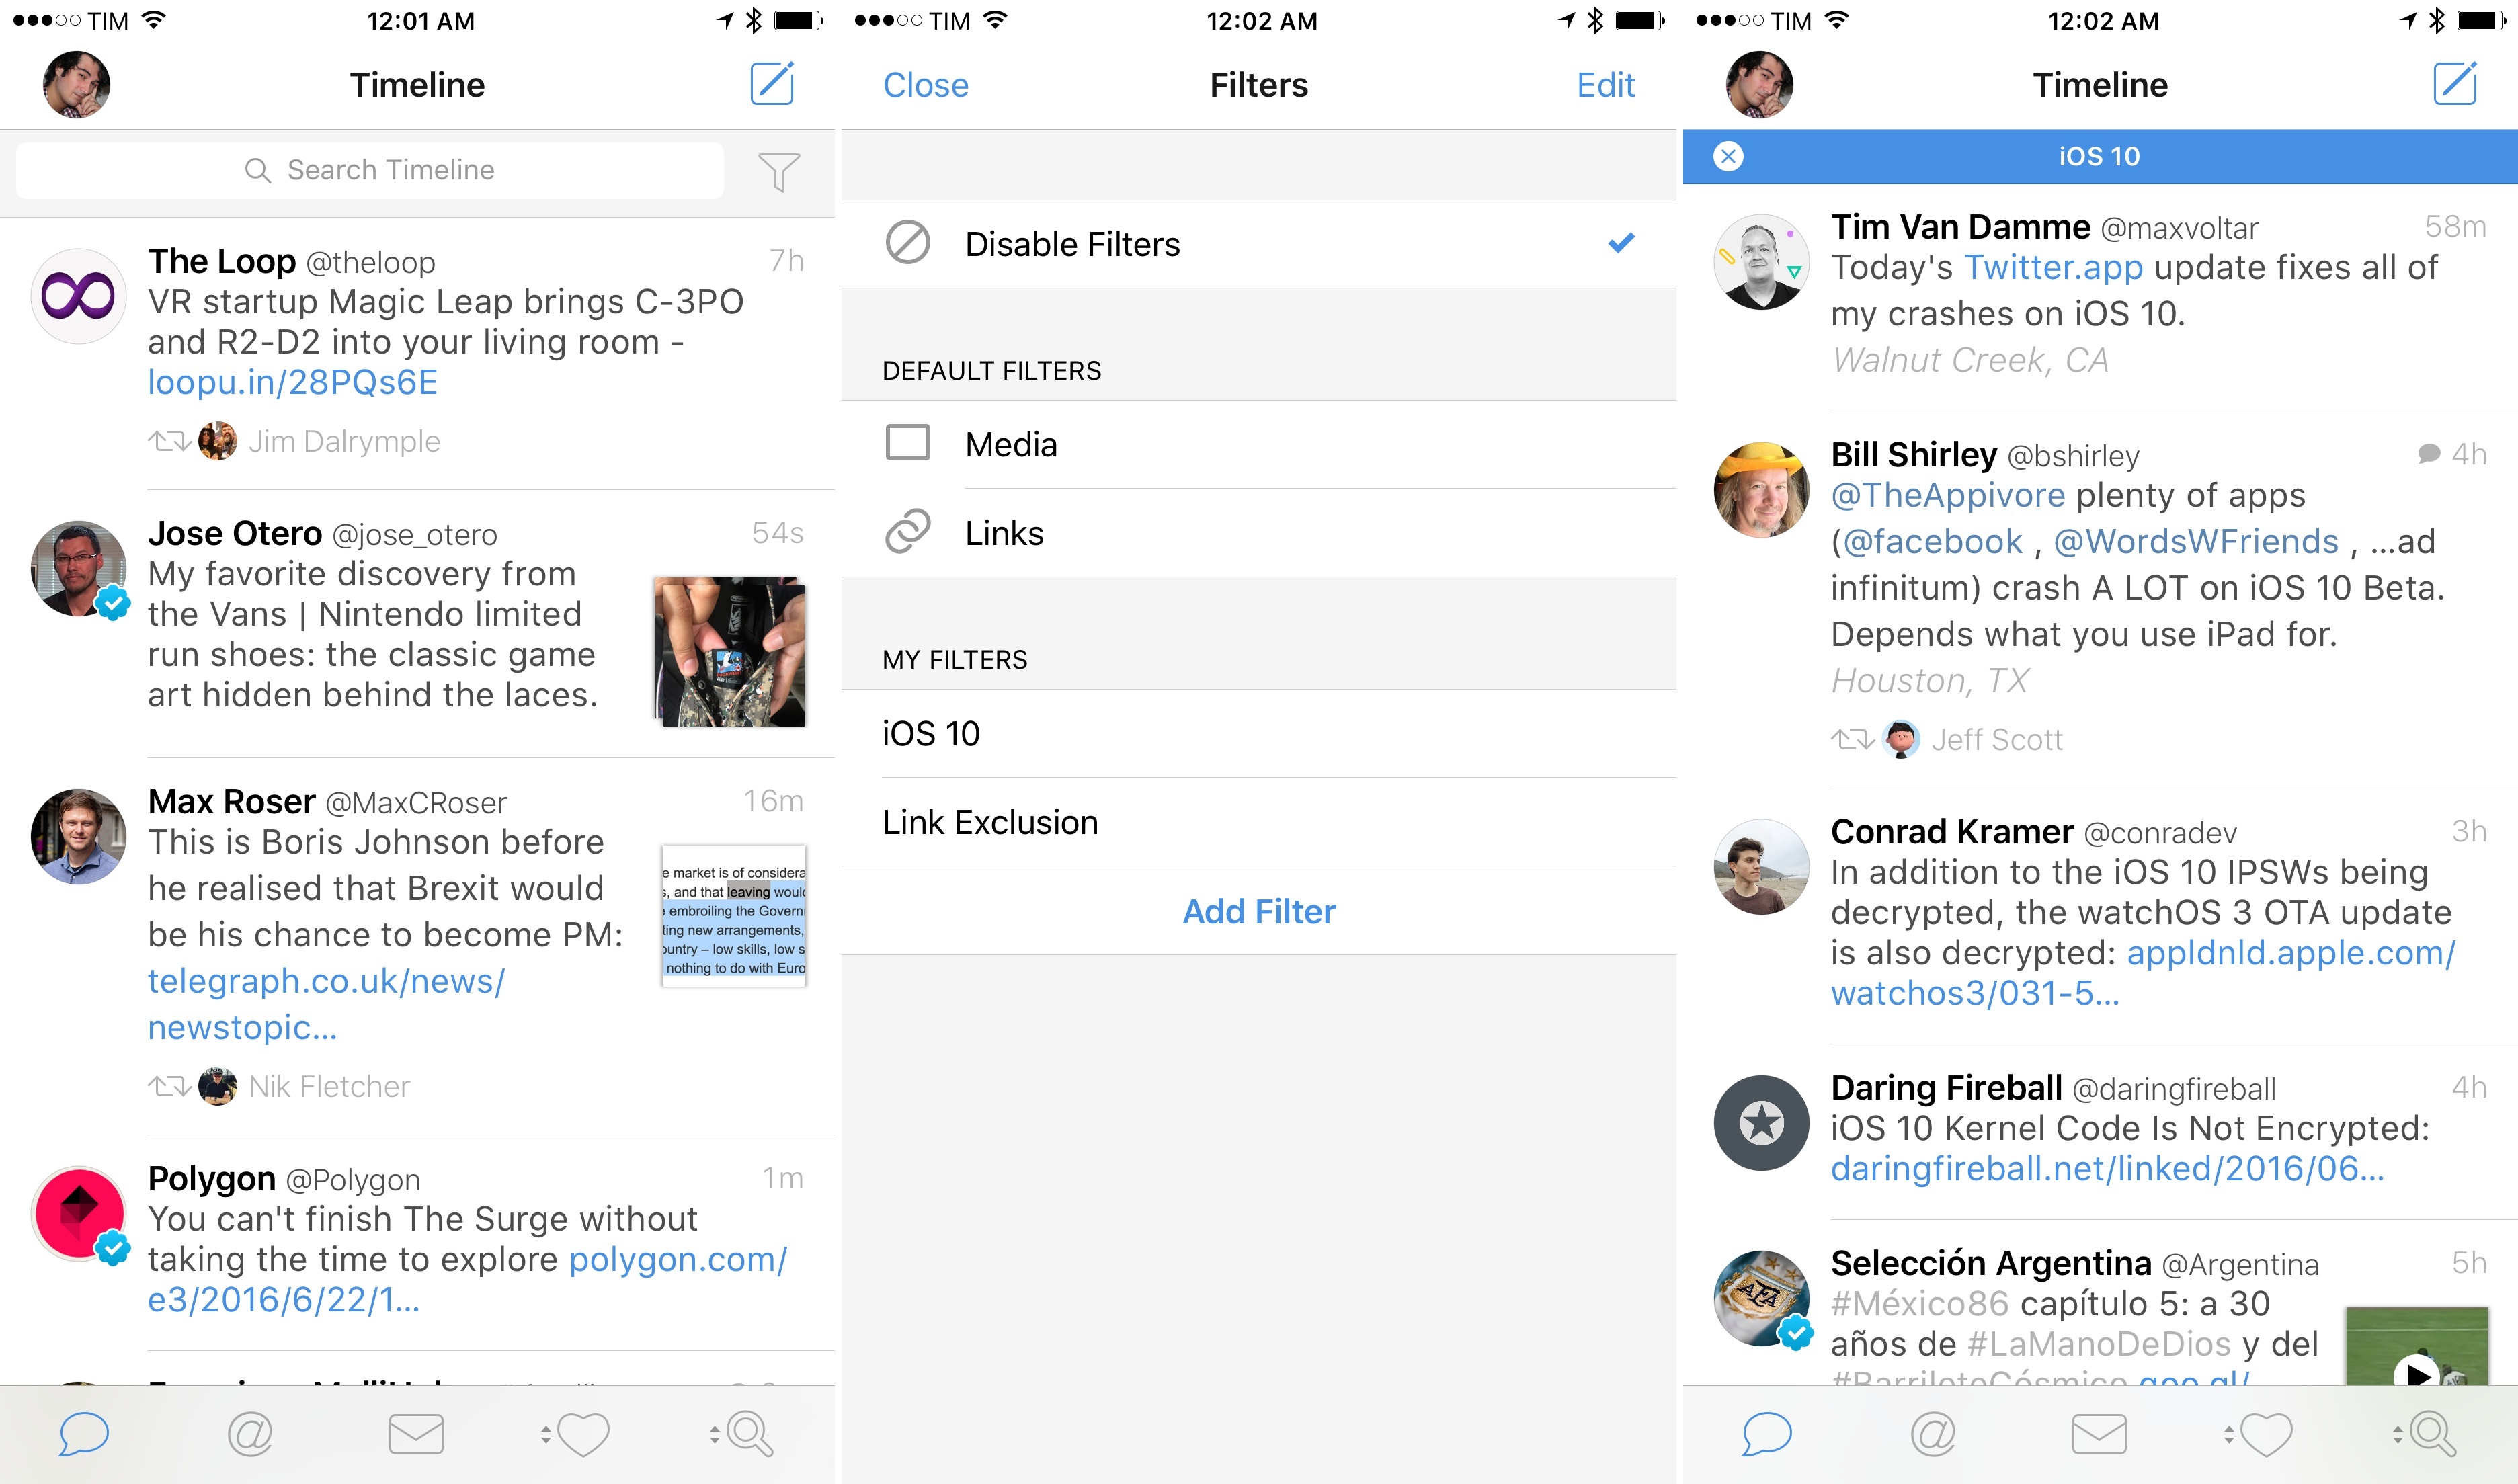 TIM 12:01 AM
Timeline
Search Timeline
The Loop @theloop 7h
VR startup Magic Leap brings C-3PO
and R2-D2 into your living room -
loopu.in/28PQs6E
Jim Dalrymple
Jose Otero @jose_otero 54s
My favorite discovery from
the Vans | Nintendo limited
run shoes: the classic game
art hidden behind the laces.
Max Roser @MaxCRoser 16m
This is Boris Johnson before
he realised that Brexit would
be his chance to become PM:
telegraph.co.uk/news/
newstopic...
e market is of considera
s, and that leaving would
embroiling the Govern
ting new arrangements,
ountry – low skills, low s
nothing to do with Euro
Nik Fletcher
Polygon @Polygon 1m
You can't finish The Surge without
taking the time to explore polygon.com/
e3/2016/6/22/1...
TIM 12:02 AM
Close Filters Edit
Disable Filters
DEFAULT FILTERS
Media
Links
MY FILTERS
iOS 10
Link Exclusion
Add Filter
TIM 12:02 AM
Timeline
iOS 10
Tim Van Damme @maxvoltar 58m
Today's Twitter.app update fixes all of
my crashes on iOS 10.
Walnut Creek, CA
Bill Shirley @bshirley 4h
@TheAppivore plenty of apps
(@facebook , @WordsWFriends , ...ad
infinitum) crash A LOT on iOS 10 Beta.
Depends what you use iPad for.
Houston, TX
Jeff Scott
Conrad Kramer @conradev 3h
In addition to the iOS 10 IPSWs being
decrypted, the watchOS 3 OTA update
is also decrypted: appldnld.apple.com/
watchos3/031-5...
Daring Fireball @daringfireball 4h
iOS 10 Kernel Code Is Not Encrypted:
daringfireball.net/linked/2016/06...
Selección Argentina @Argentina 5h
#México86 capítulo 5: a 30
años de #LaManoDeDios y del
#BarrileteCósmico goo.gl/